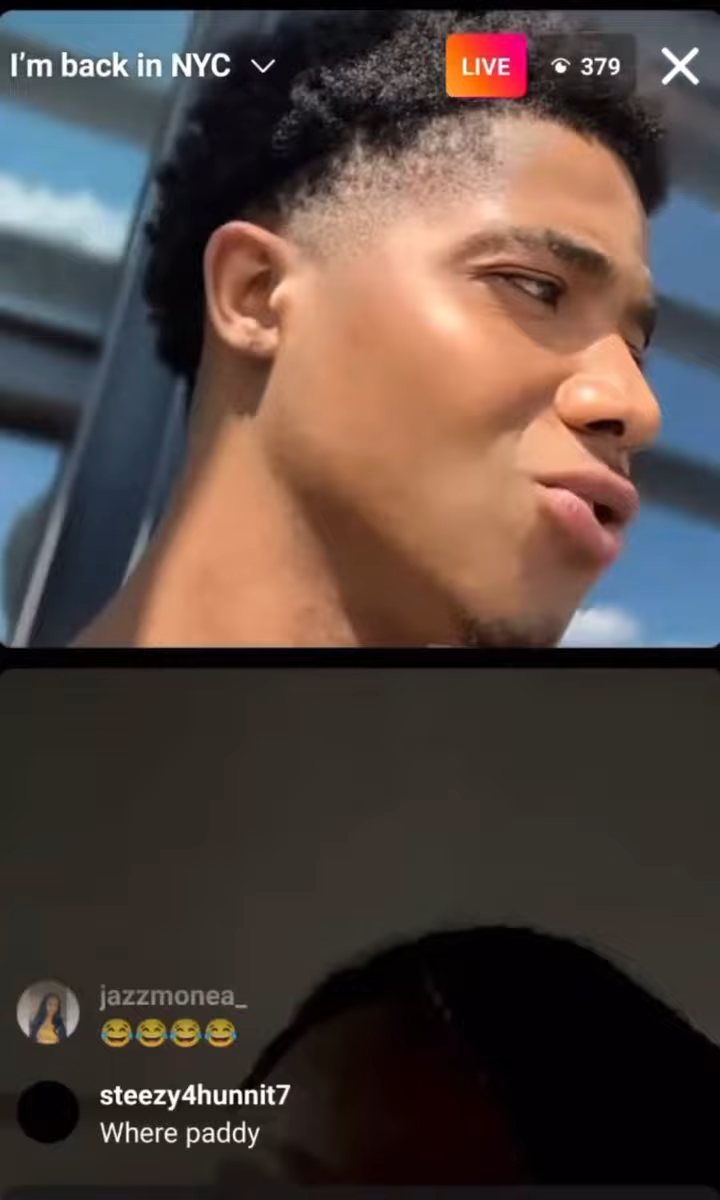 I'm back in NYC
LIVE
379
jazzmonea_
😂😂😂😂
steezy4hunnit7
Where paddy